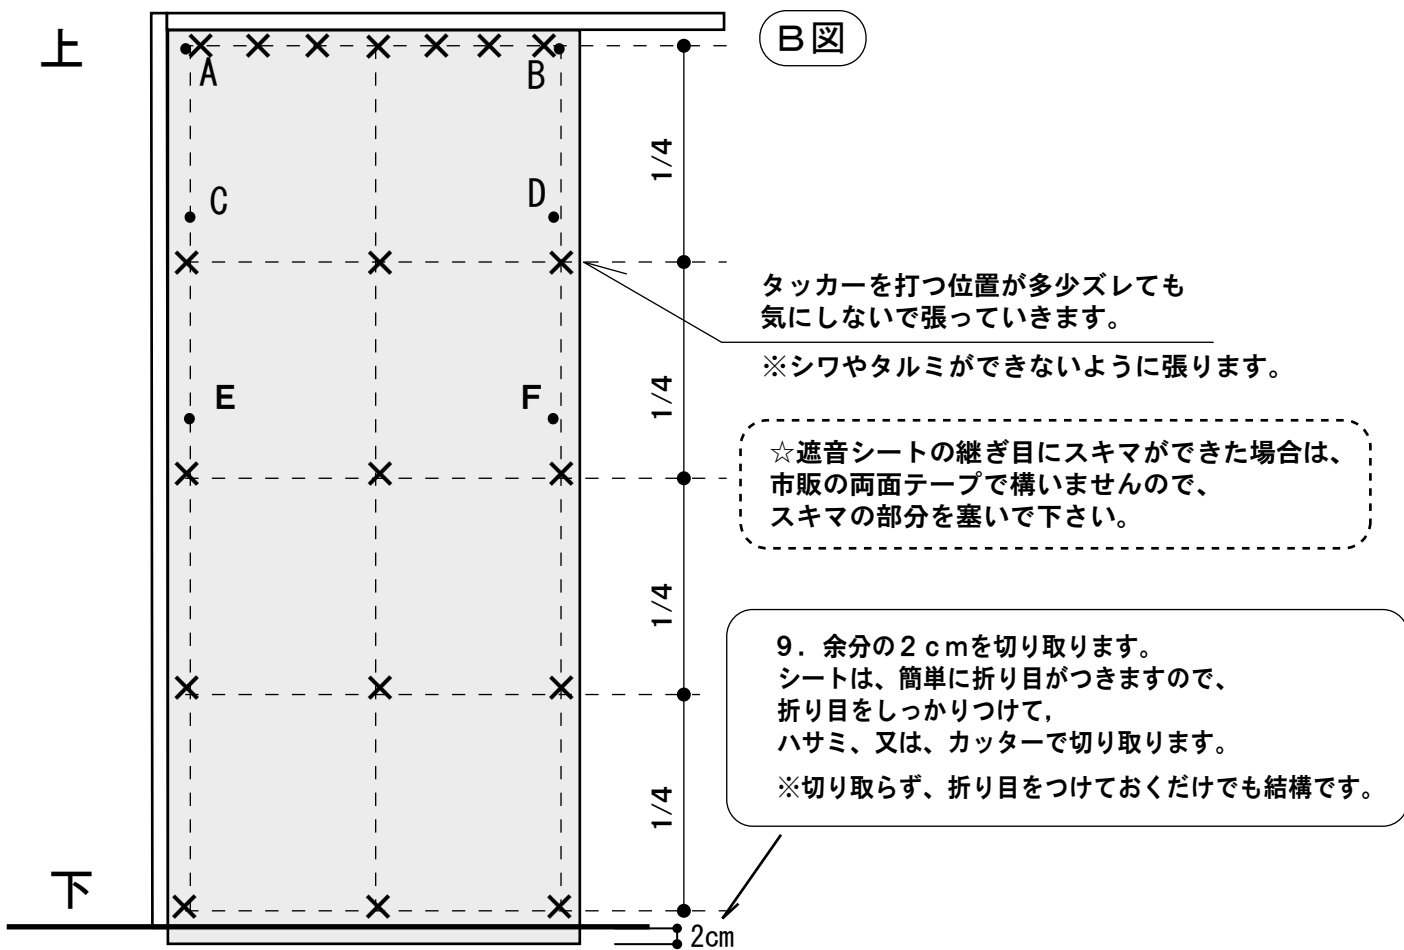 上
B図
A
B
1/4
C
D
タッカーを打つ位置が多少ズレても
気にしないで張っていきます。
※シワやタルミができないように張ります。
1/4
E
F
☆遮音シートの継ぎ目にスキマができた場合は、
市販の両面テープで構いませんので、
スキマの部分を塞いで下さい。
1/4
9．余分の2cmを切り取ります。
シートは、簡単に折り目がつきますので、
折り目をしっかりつけて,
ハサミ、又は、カッターで切り取ります。
※切り取らず、折り目をつけておくだけでも結構です。
1/4
下
2cm